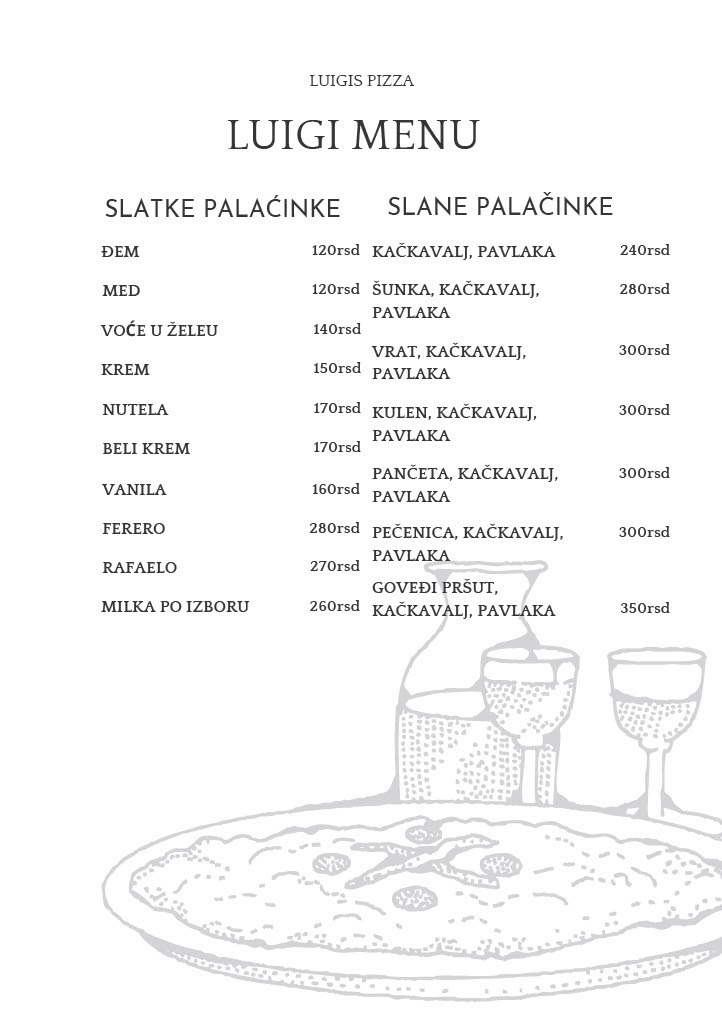 LUIGIS PIZZA
LUIGI MENU
SLATKE PALAĆINKE
ĐEM 120rsd
MED 120rsd
VOĆE U ŽELEU 140rsd
KREM 150rsd
NUTELA 170rsd
BELI KREM 170rsd
VANILA 160rsd
FERERO 280rsd
RAFAELO 270rsd
MILKA PO IZBORU 260rsd
SLANE PALAČINKE
KAČKAVALJ, PAVLAKA 240rsd
ŠUNKA, KAČKAVALJ, 280rsd
PAVLAKA
VRAT, KAČKAVALJ, 300rsd
PAVLAKA
KULEN, KAČKAVALJ, 300rsd
PAVLAKA
PANČETA, KAČKAVALJ, 300rsd
PAVLAKA
PEČENICA, KAČKAVALJ, 300rsd
PAVLAKA
GOVEĐI PRŠUT,
KAČKAVALJ, PAVLAKA 350rsd